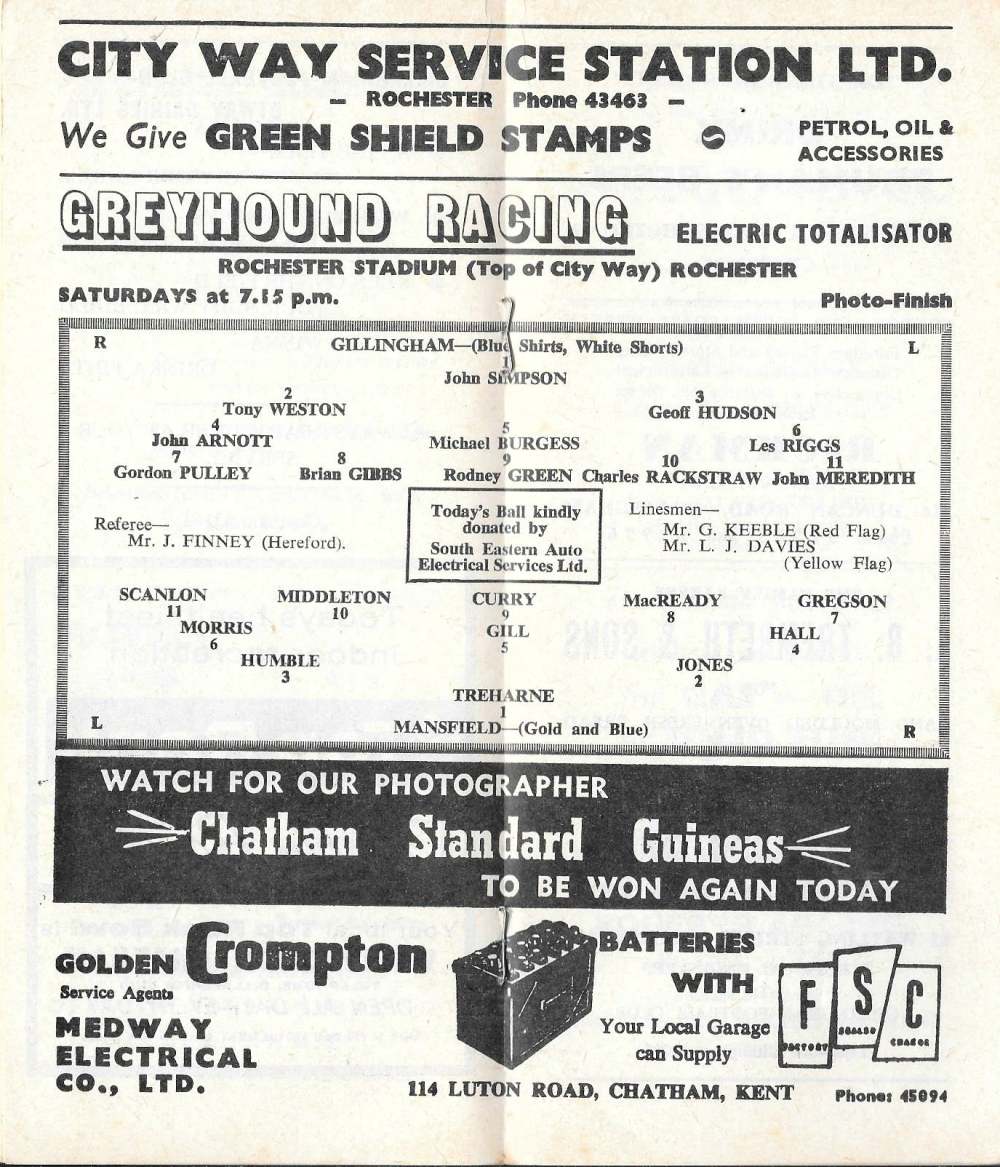 CITY WAY SERVICE STATION LTD.
— ROCHESTER Phone 43463 —
We Give GREEN SHIELD STAMPS
PETROL, OIL &
ACCESSORIES
GREYHOUND RACING ELECTRIC TOTALISATOR
ROCHESTER STADIUM (Top of City Way) ROCHESTER
SATURDAYS at 7.15 p.m. Photo-Finish
R GILLINGHAM—(Blue Shirts, White Shorts) L
1
John SIMPSON
2 3
Tony WESTON Geoff HUDSON
4 5 6
John ARNOTT Michael BURGESS Les RIGGS
7 8 9 10 11
Gordon PULLEY Brian GIBBS Rodney GREEN Charles RACKSTRAW John MEREDITH
Referee—
Mr. J. FINNEY (Hereford).
Today's Ball kindly
donated by
South Eastern Auto
Electrical Services Ltd.
Linesmen—
Mr. G. KEEBLE (Red Flag)
Mr. L. J. DAVIES
(Yellow Flag)
SCANLON MIDDLETON CURRY MacREADY GREGSON
11 10 9 8 7
MORRIS GILL HALL
6 5 4
HUMBLE JONES
3 2
TREHARNE
1
L MANSFIELD—(Gold and Blue) R
WATCH FOR OUR PHOTOGRAPHER
Chatham Standard Guineas
TO BE WON AGAIN TODAY
GOLDEN Crompton BATTERIES
WITH
Service Agents
MEDWAY
ELECTRICAL
CO., LTD.
Your Local Garage
can Supply
F S C
FACTORY SEALED CHARGE
114 LUTON ROAD, CHATHAM, KENT Phone: 45094